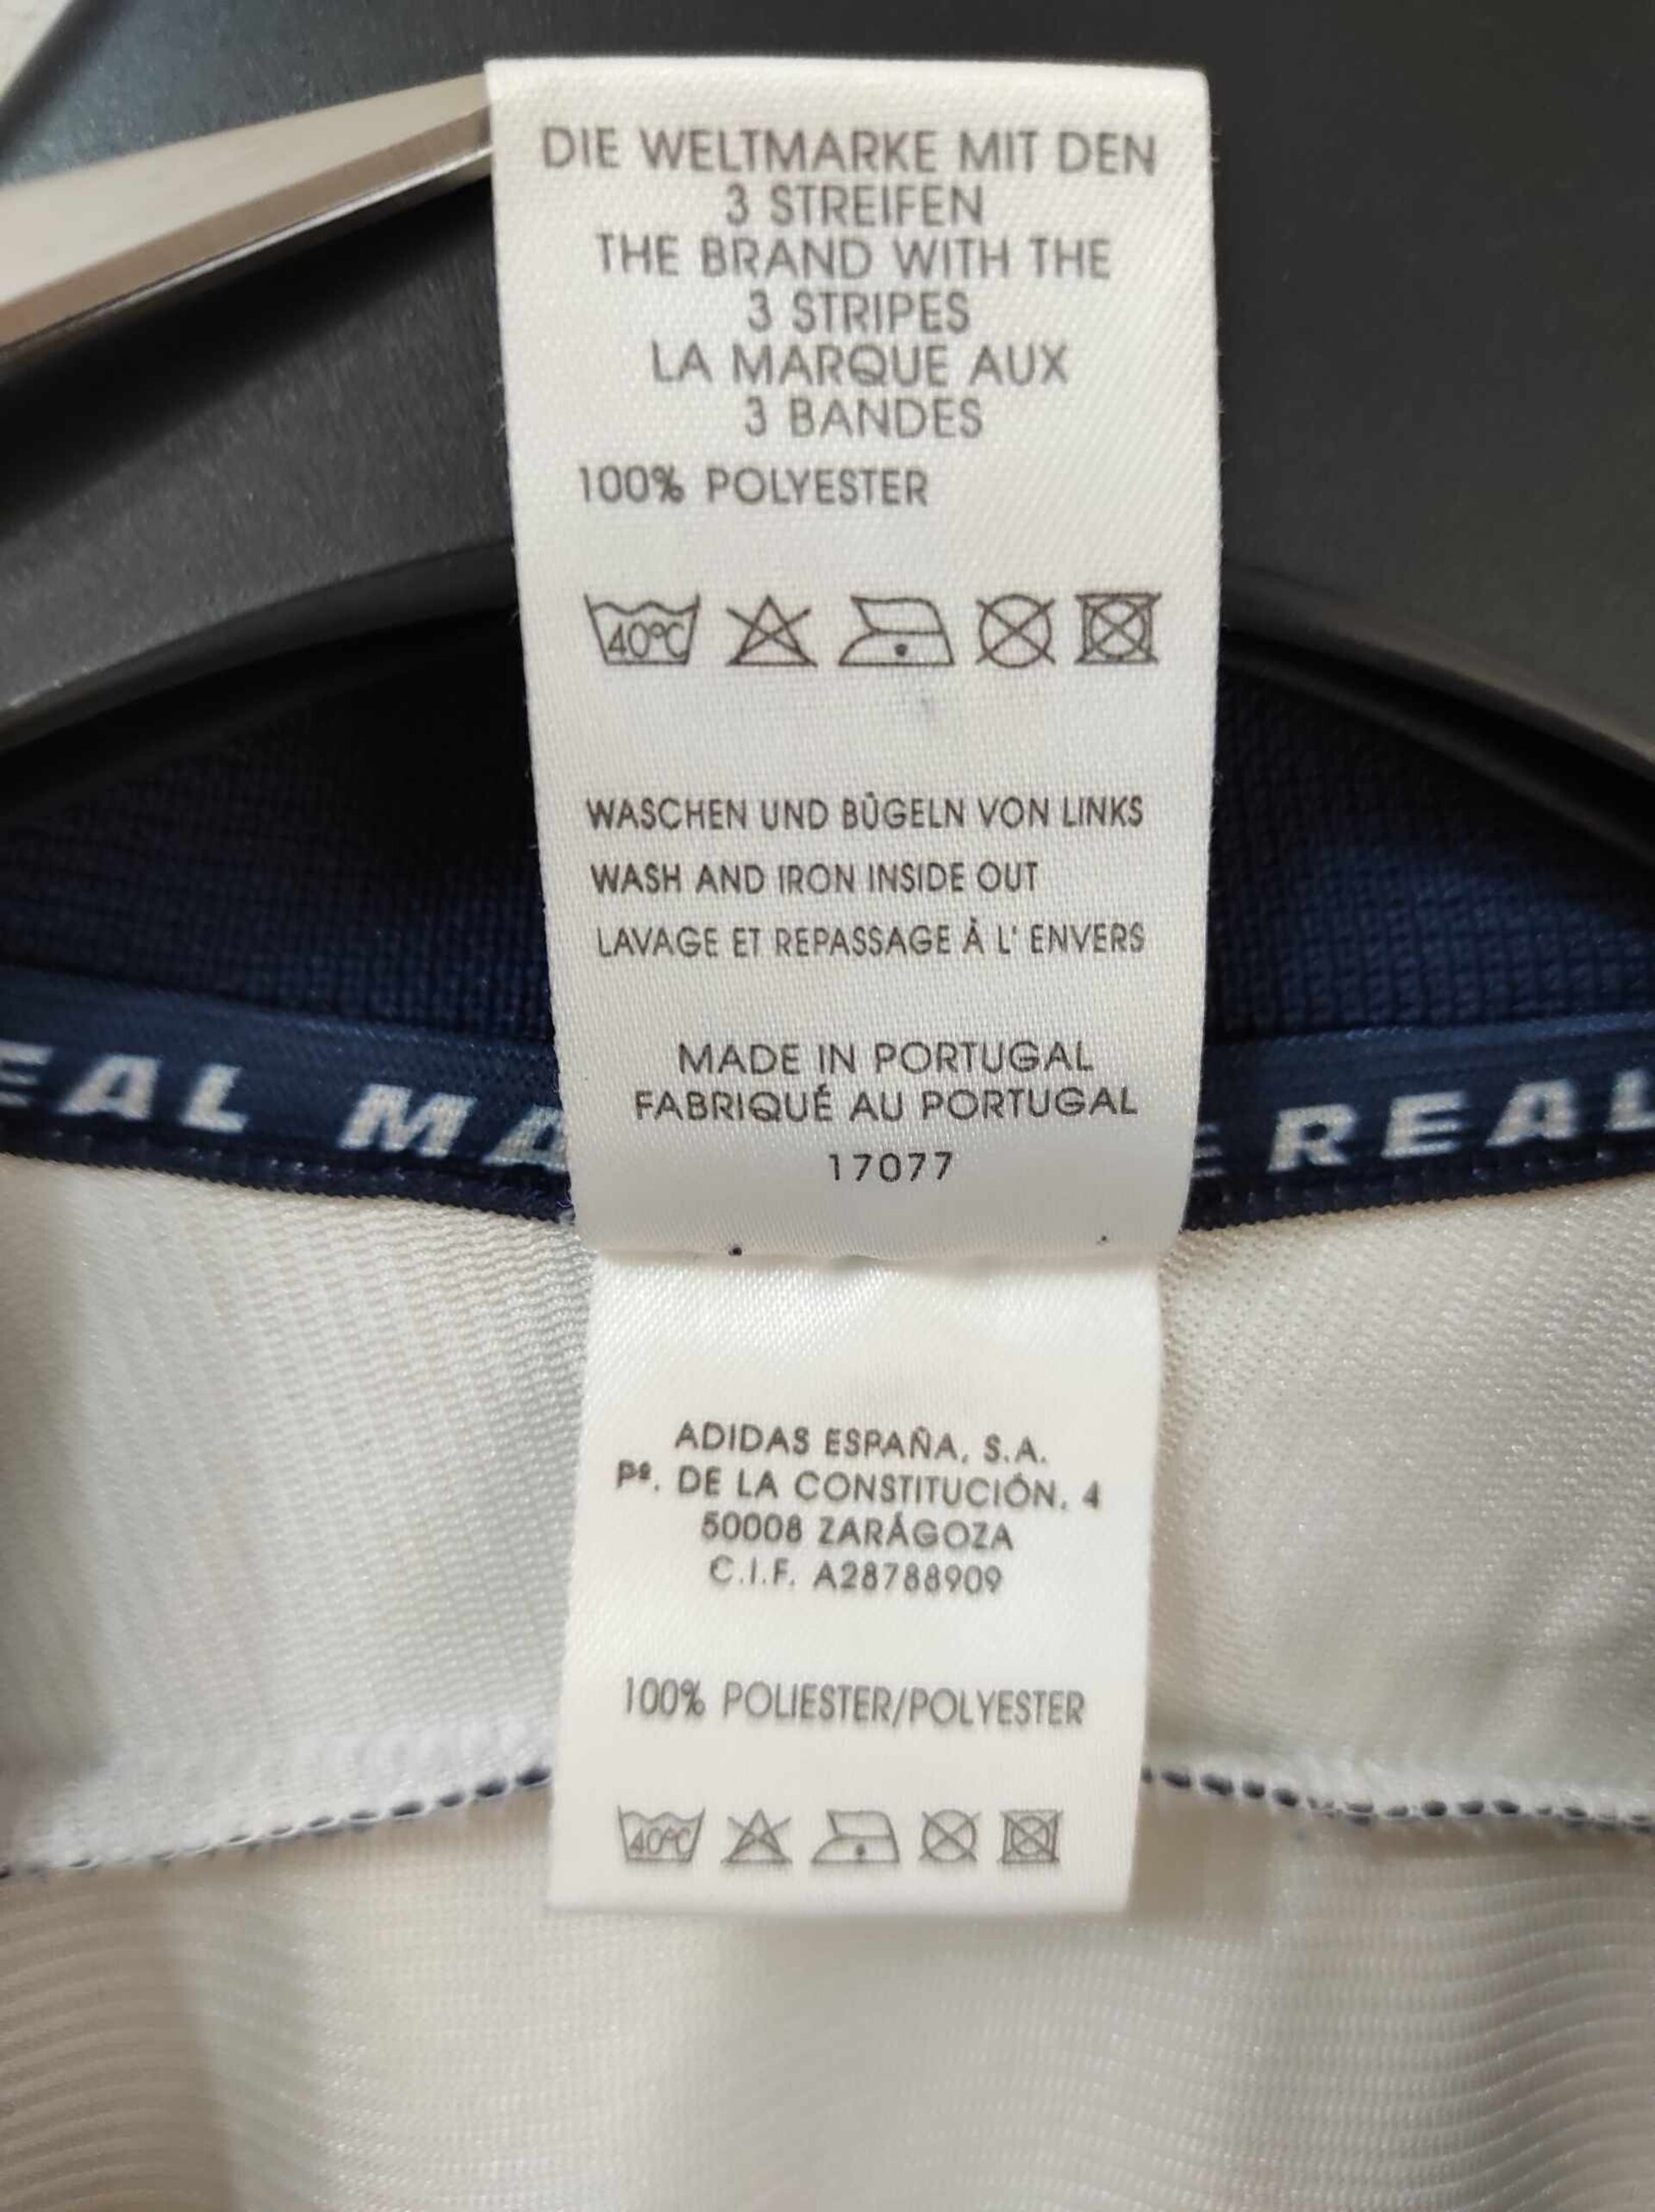 DIE WELTMARKE MIT DEN
3 STREIFEN
THE BRAND WITH THE
3 STRIPES
LA MARQUE AUX
3 BANDES
100% POLYESTER
40°C
WASCHEN UND BÜGELN VON LINKS
WASH AND IRON INSIDE OUT
LAVAGE ET REPASSAGE À L' ENVERS
MADE IN PORTUGAL
FABRIQUÉ AU PORTUGAL
17077
EAL MA
REAL
ADIDAS ESPAÑA, S.A.
Pº. DE LA CONSTITUCIÓN, 4
50008 ZARÁGOZA
C.I.F. A28788909
100% POLIESTER/POLYESTER
40°C